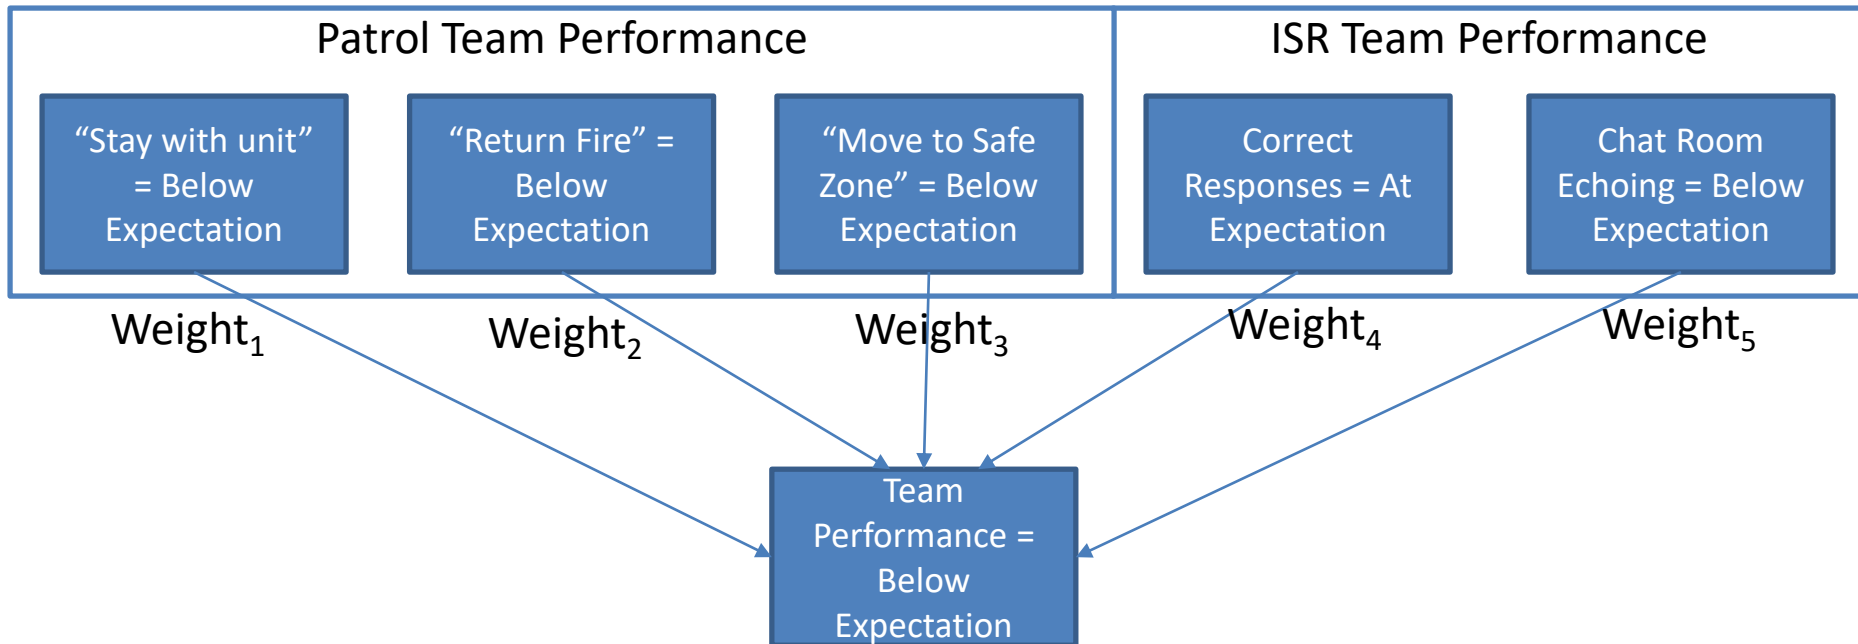 Patrol Team Performance
ISR Team Performance
“Stay with unit”
= Below
Expectation
“Return Fire” =
Below
Expectation
“Move to Safe
Zone” = Below
Expectation
Correct
Responses = At
Expectation
Chat Room
Echoing = Below
Expectation
Weight₁
Weight₂
Weight₃
Weight₄
Weight₅
Team
Performance =
Below
Expectation